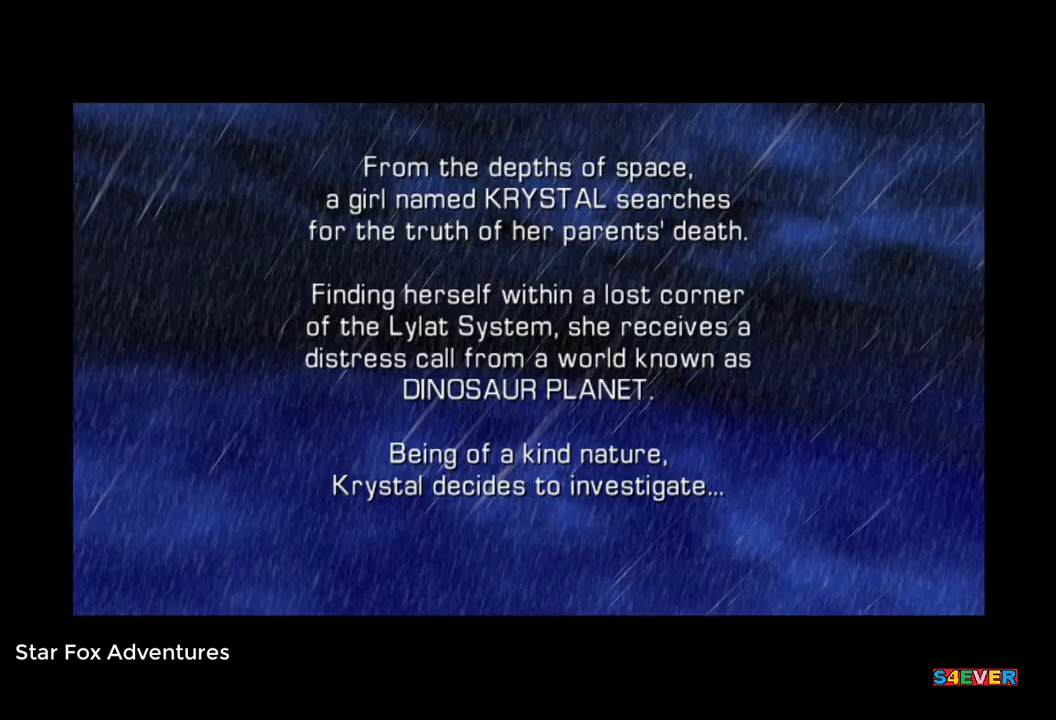 From the depths of space,
a girl named KRYSTAL searches
for the truth of her parents' death.
Finding herself within a lost corner
of the Lylat System, she receives a
distress call from a world known as
DINOSAUR PLANET.
Being of a kind nature,
Krystal decides to investigate...
Star Fox Adventures
S4EVER